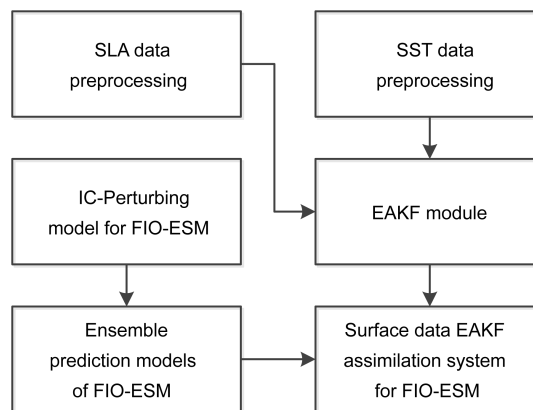 SLA data
preprocessing
SST data
preprocessing
IC-Perturbing
model for FIO-ESM
EAKF module
Ensemble
prediction models
of FIO-ESM
Surface data EAKF
assimilation system
for FIO-ESM